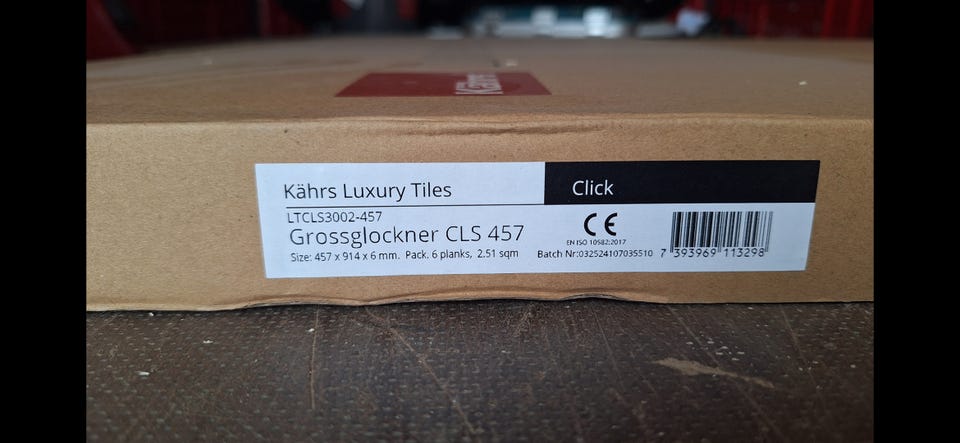 Kährs
Kährs Luxury Tiles
Click
LTCLS3002-457
Grossglockner CLS 457
Size: 457 x 914 x 6 mm. Pack. 6 planks, 2.51 sqm
CE
EN ISO 10582:2017
Batch Nr:032524107035510
7 393969 113298